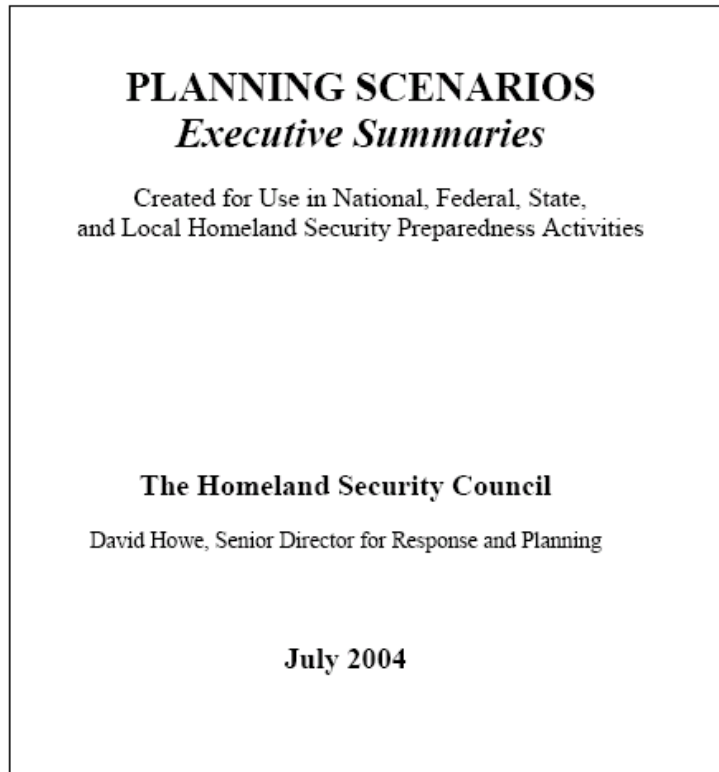 PLANNING SCENARIOS
Executive Summaries
Created for Use in National, Federal, State,
and Local Homeland Security Preparedness Activities
The Homeland Security Council
David Howe, Senior Director for Response and Planning
July 2004